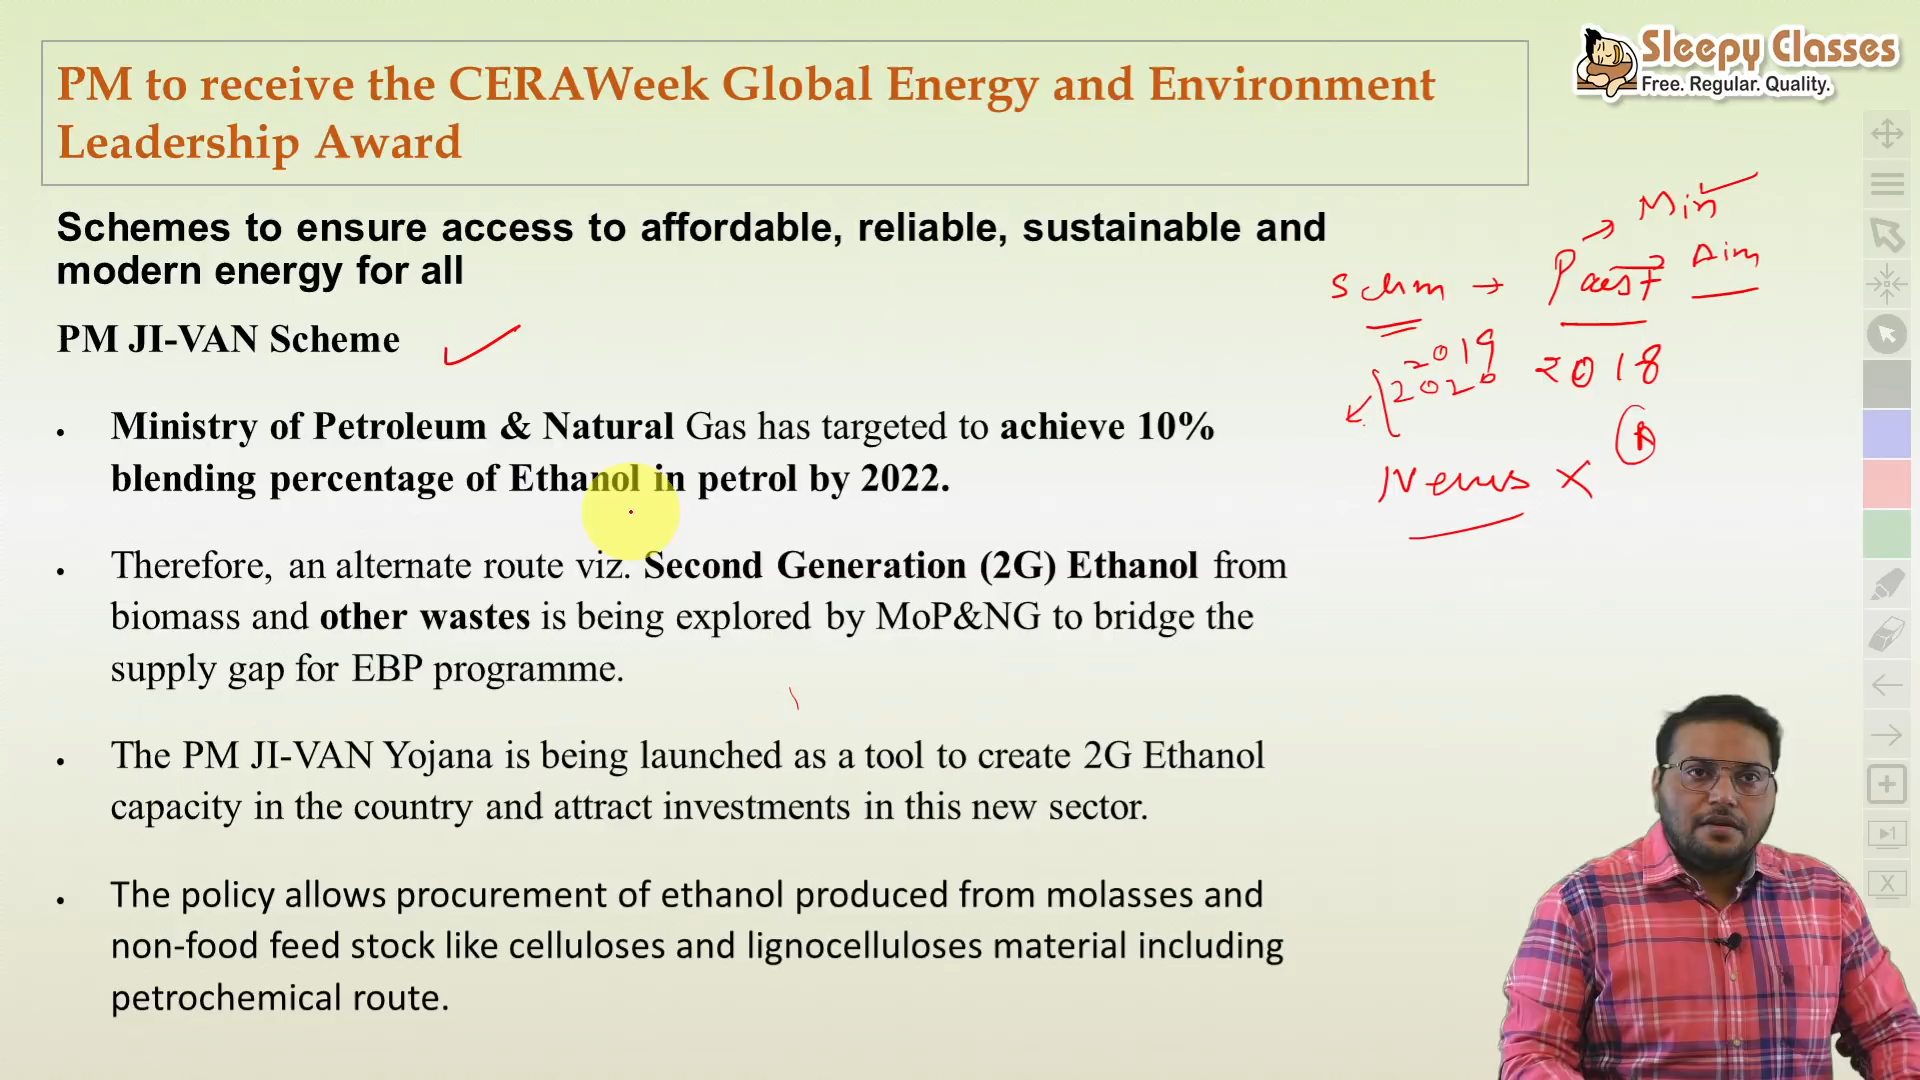 PM to receive the CERAWeek Global Energy and Environment
Leadership Award
Sleepy Classes
Free. Regular. Quality.
Schemes to ensure access to affordable, reliable, sustainable and
modern energy for all
PM JI-VAN Scheme
• Ministry of Petroleum & Natural Gas has targeted to achieve 10%
blending percentage of Ethanol in petrol by 2022.
• Therefore, an alternate route viz. Second Generation (2G) Ethanol from
biomass and other wastes is being explored by MoP&NG to bridge the
supply gap for EBP programme.
• The PM JI-VAN Yojana is being launched as a tool to create 2G Ethanol
capacity in the country and attract investments in this new sector.
• The policy allows procurement of ethanol produced from molasses and
non-food feed stock like celluloses and lignocelluloses material including
petrochemical route.
Min
Aim
Schm →
2019
2020
2018
News X